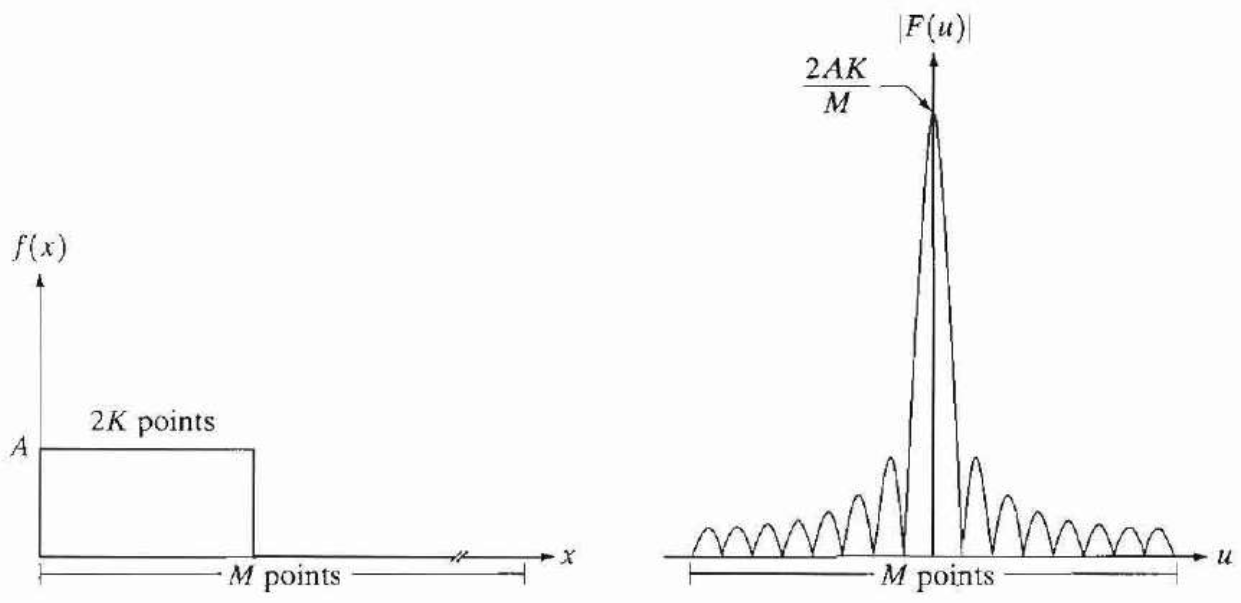 f(x)
2K points
A
x
M points
|F(u)|
2AK
M
u
M points